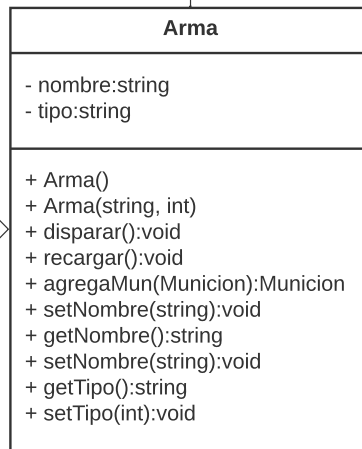 Arma
- nombre:string
- tipo:string
+ Arma()
+ Arma(string, int)
+ disparar():void
+ recargar():void
+ agregaMun(Municion):Municion
+ setNombre(string):void
+ getNombre():string
+ setNombre(string):void
+ getTipo():string
+ setTipo(int):void